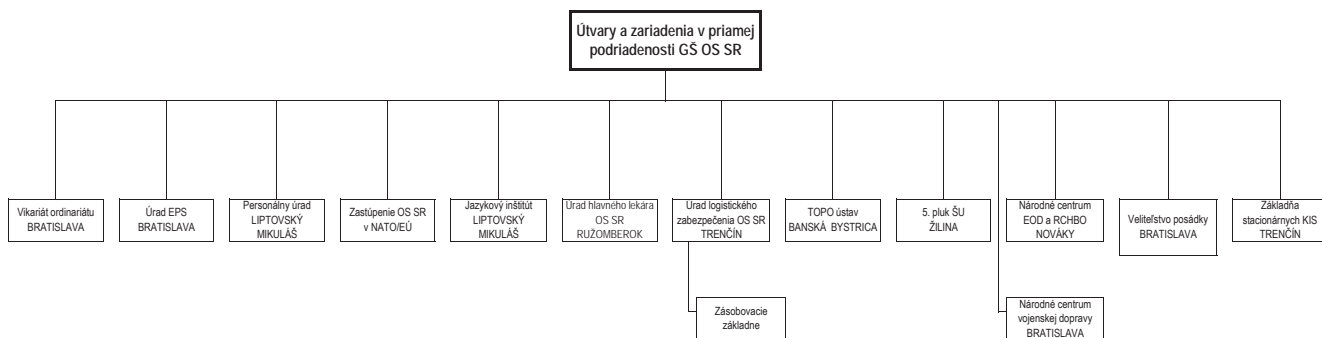 Útvary a zariadenia v priamej
podriadenosti GŠ OS SR
Vikariát ordinariátu
BRATISLAVA
Úrad EPS
BRATISLAVA
Personálny úrad
LIPTOVSKÝ
MIKULÁŠ
Zastúpenie OS SR
v NATO/EÚ
Jazykový inštitút
LIPTOVSKÝ
MIKULÁŠ
Úrad hlavného lekára
OS SR
RUŽOMBEROK
Úrad logistického
zabezpečenia OS SR
TRENČÍN
TOPO ústav
BANSKÁ BYSTRICA
5. pluk ŠU
ŽILINA
Národné centrum
EOD a RCHBO
NOVÁKY
Veliteľstvo posádky
BRATISLAVA
Základňa
stacionárnych KIS
TRENČÍN
Zásobovacie
základne
Národné centrum
vojenskej dopravy
BRATISLAVA